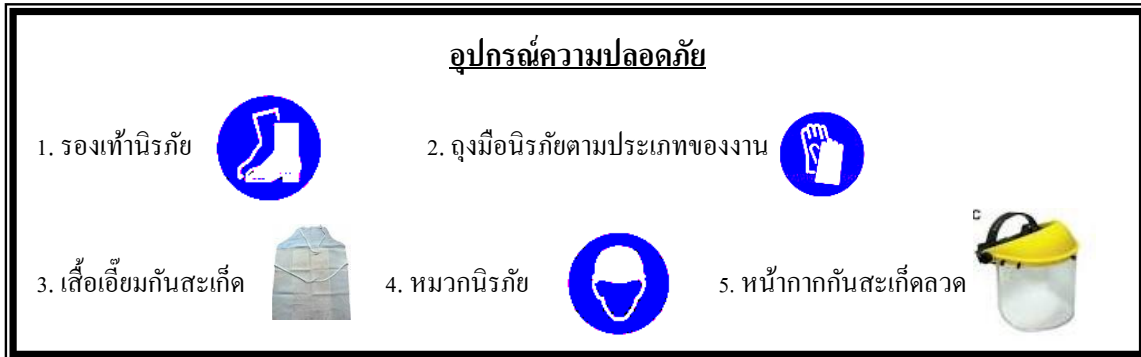 อุปกรณ์ความปลอดภัย
1. รองเท้านิรภัย 2. ถุงมือนิรภัยตามประเภทของงาน
C
3. เสื้อเอี๊ยมกันสะเก็ด 4. หมวกนิรภัย 5. หน้ากากกันสะเก็ดลวด